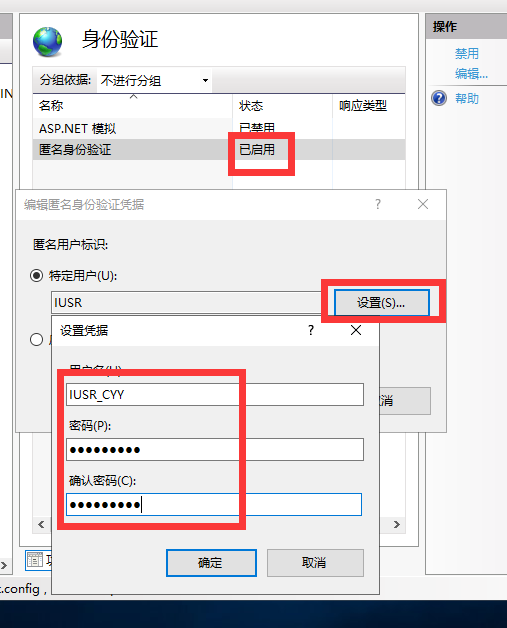 身份验证
操作
禁用
编辑...
帮助
分组依据: 不进行分组
名称 状态 响应类型
ASP.NET 模拟 已禁用
匿名身份验证 已启用
编辑匿名身份验证凭据 ?
匿名用户标识:
特定用户(U):
IUSR 设置(S)...
设置凭据 ?
用户名(U):
IUSR_CYY
密码(P):
●●●●●●●●●
确认密码(C):
●●●●●●●●●
确定 取消
.config ,